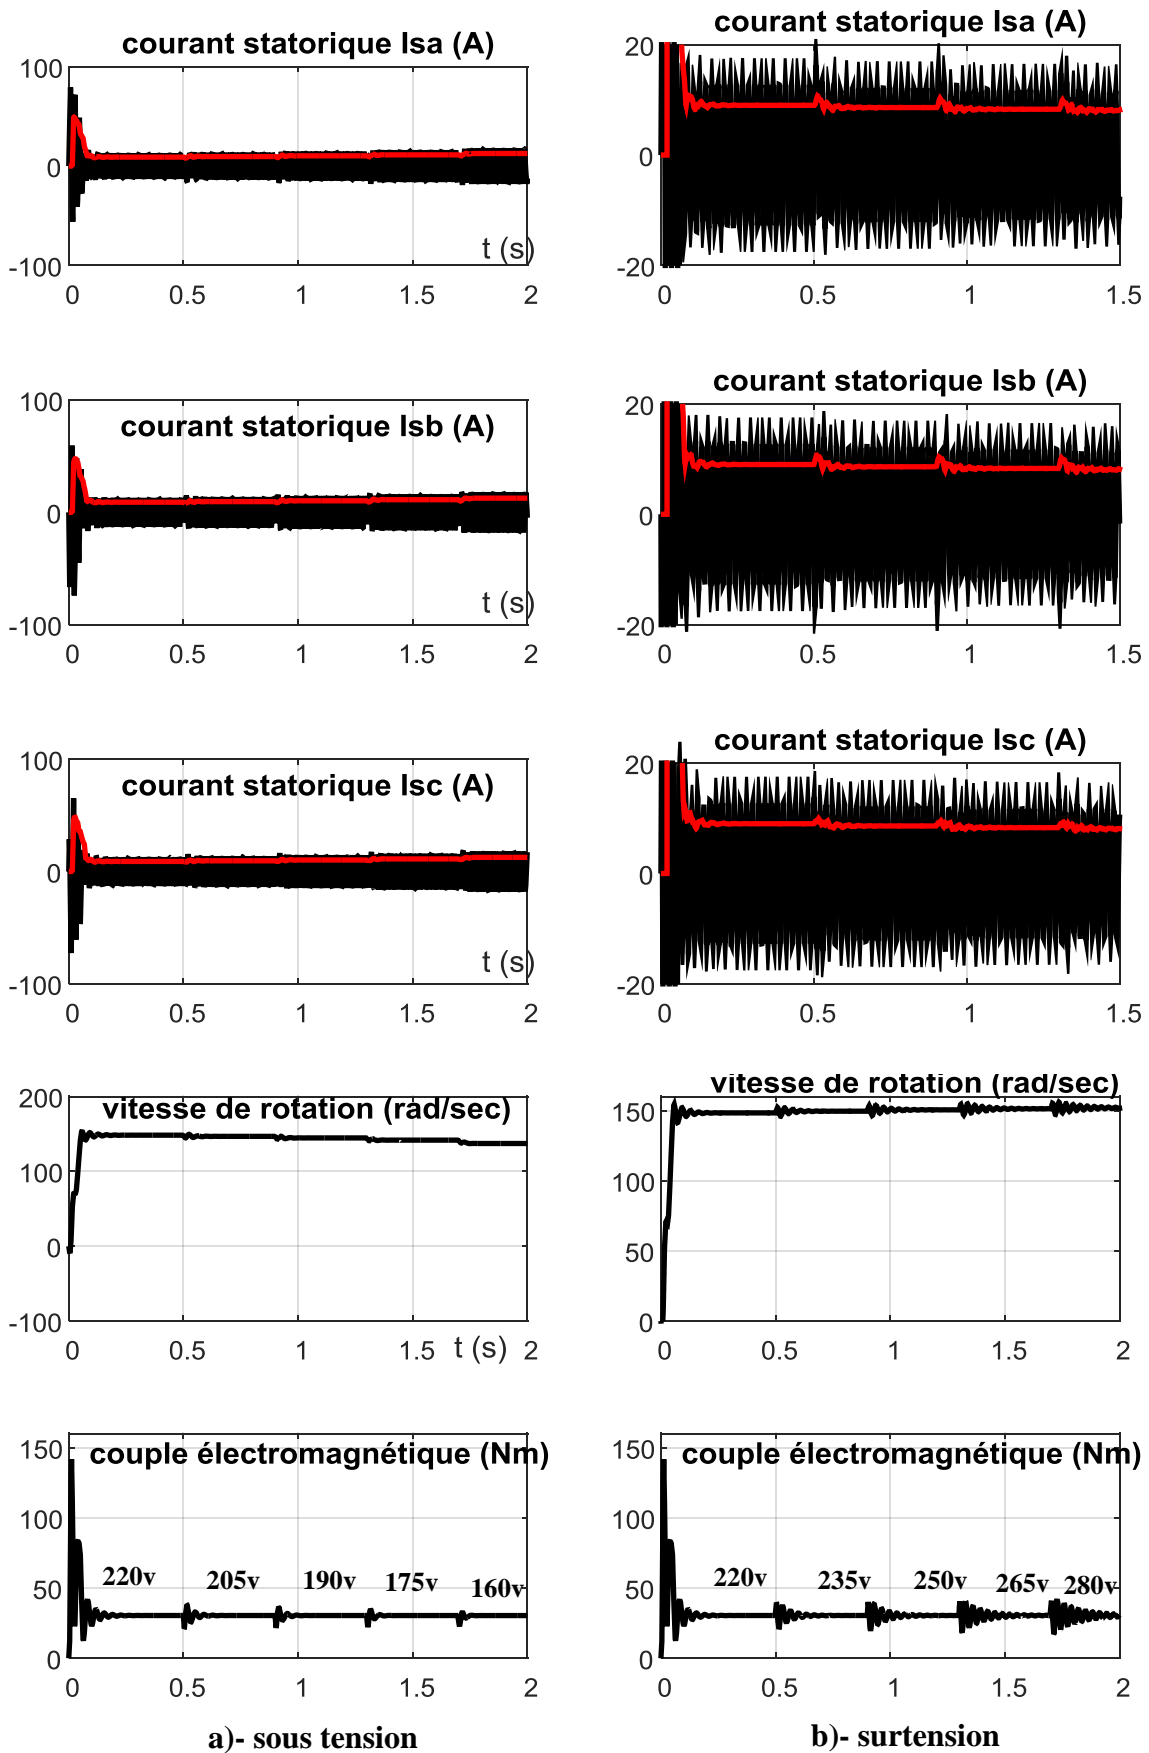 courant statorique Isa (A)
100
0
-100
t (s)
0 0.5 1 1.5 2
courant statorique Isa (A)
20
10
0
-10
-20
0 0.5 1 1.5
courant statorique Isb (A)
100
0
-100
t (s)
0 0.5 1 1.5 2
courant statorique Isb (A)
20
10
0
-10
-20
0 0.5 1 1.5
courant statorique Isc (A)
100
0
-100
t (s)
0 0.5 1 1.5 2
courant statorique Isc (A)
20
10
0
-10
-20
0 0.5 1 1.5
vitesse de rotation (rad/sec)
200
100
0
-100
0 0.5 1 1.5 t (s) 2
vitesse de rotation (rad/sec)
150
100
50
0
0 0.5 1 1.5 2
couple électromagnétique (Nm)
150
100
50
0
220v 205v 190v 175v 160v
0 0.5 1 1.5 2
a)- sous tension
couple électromagnétique (Nm)
150
100
50
0
220v 235v 250v 265v 280v
0 0.5 1 1.5 2
b)- surtension